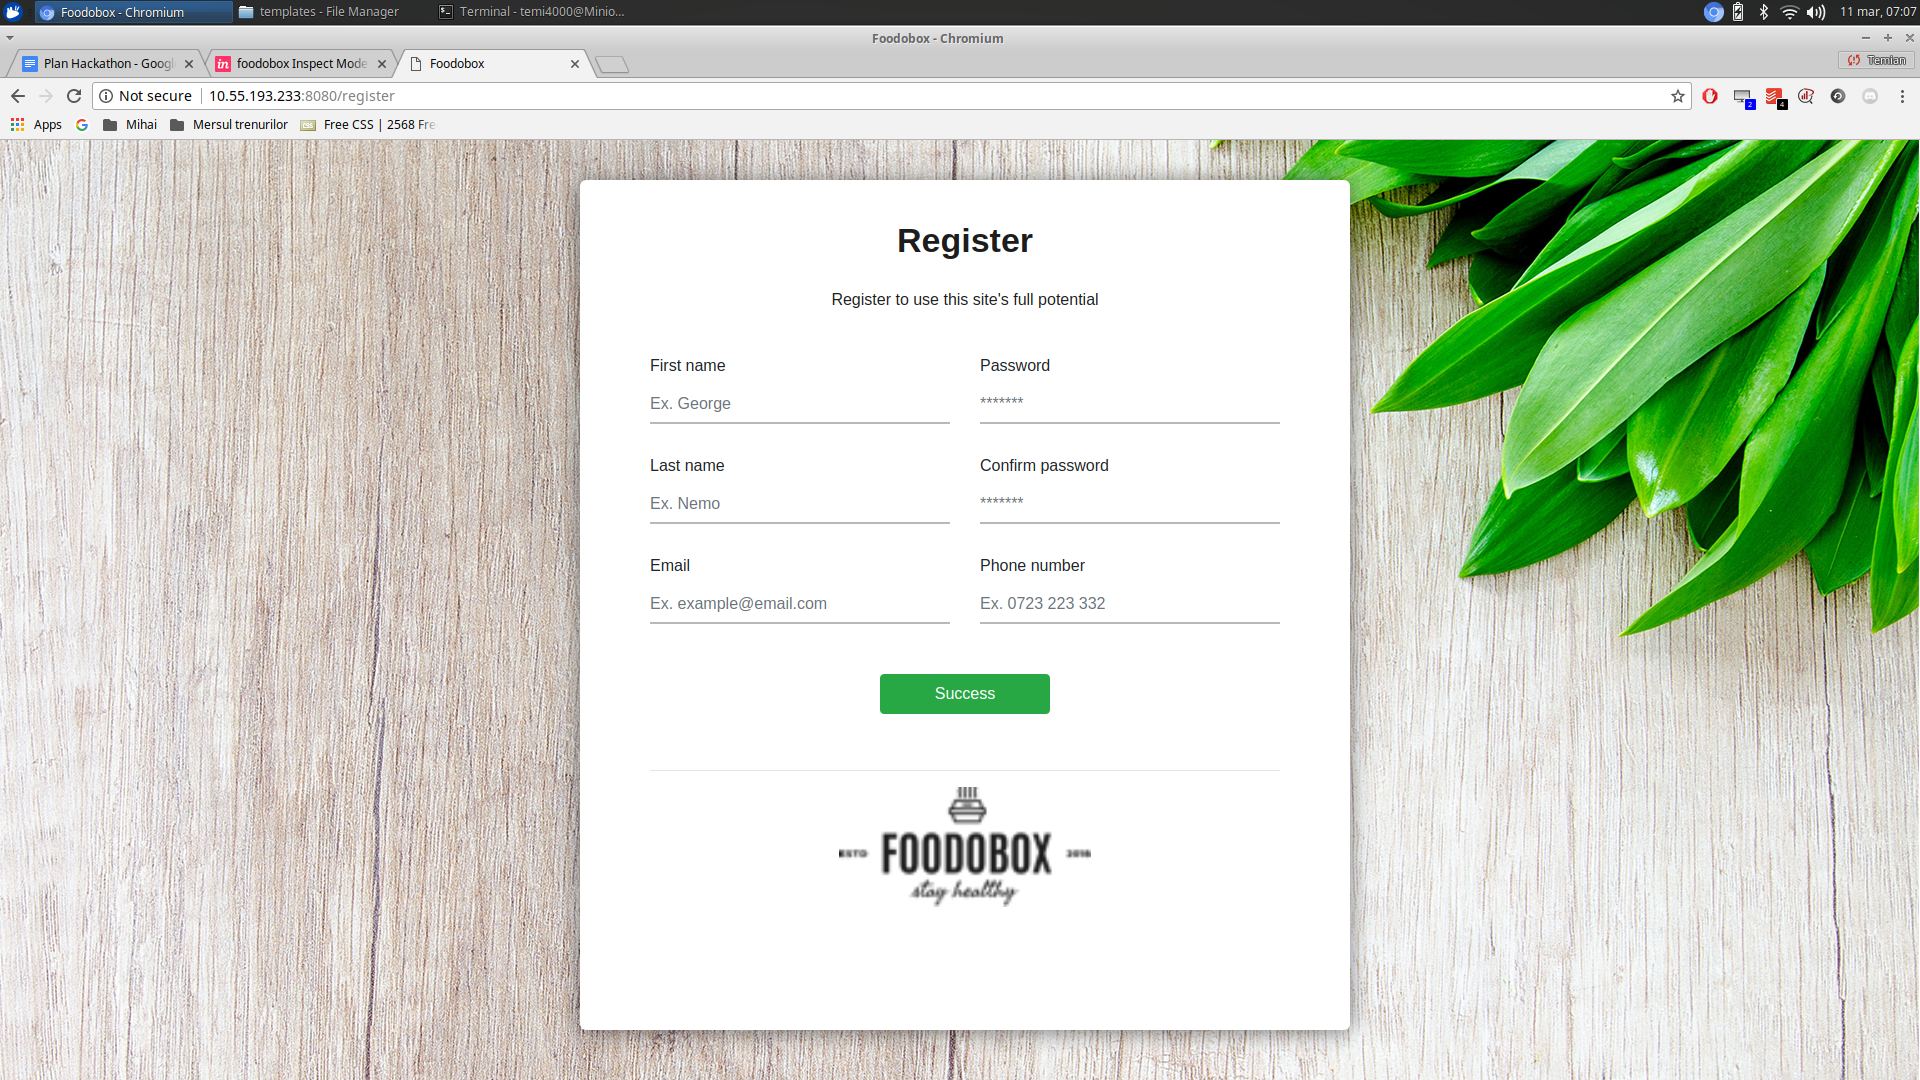 Foodobox - Chromium
templates - File Manager
Terminal - temi4000@Minio...
11 mar, 07:07
Foodobox - Chromium
Plan Hackathon - Googl
foodobox Inspect Mode
Foodobox
Temian
Not secure
10.55.193.233:8080/register
2
4
Apps
Mihai
Mersul trenurilor
Free CSS | 2568 Fre
Register
Register to use this site's full potential
First name
Password
Ex. George
*******
Last name
Confirm password
Ex. Nemo
*******
Email
Phone number
Ex. example@email.com
Ex. 0723 223 332
Success
ESTD FOODOBOX 2018
stay healthy